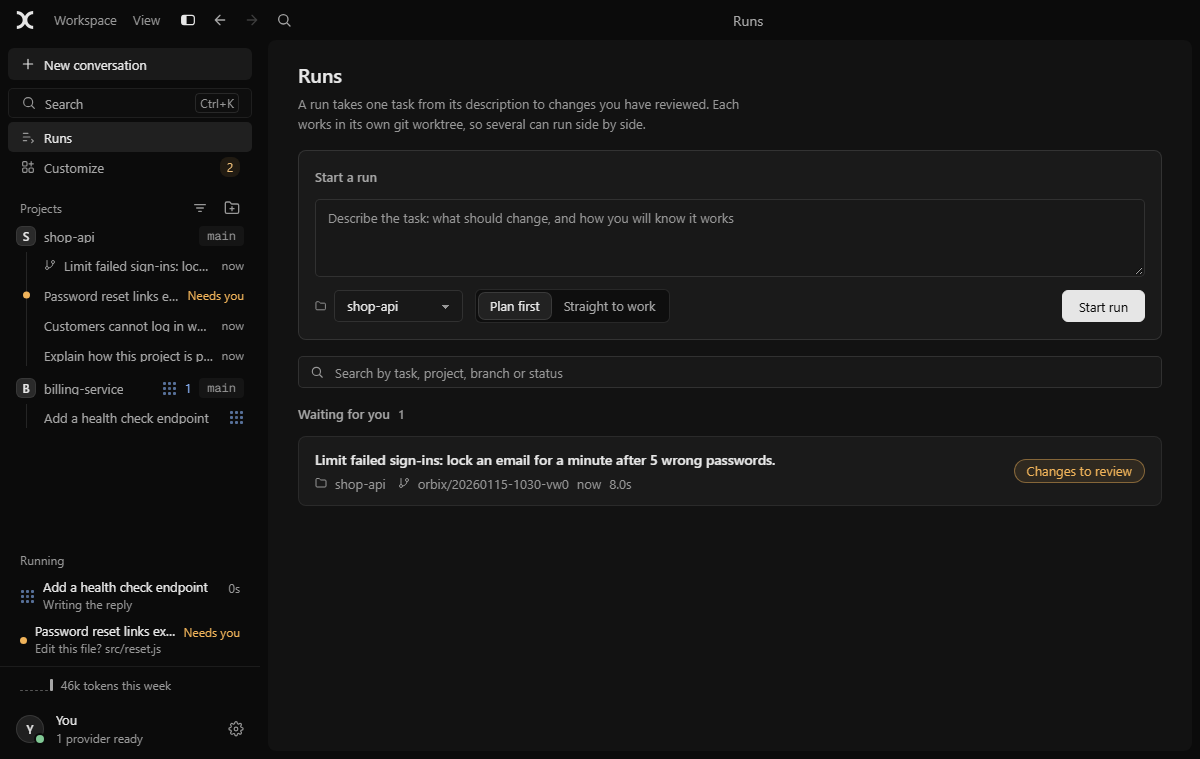 Workspace View
Runs
New conversation
Search Ctrl+K
Runs
Customize 2
Projects
S shop-api main
Limit failed sign-ins: loc... now
Password reset links e... Needs you
Customers cannot log in w... now
Explain how this project is p... now
B billing-service 1 main
Add a health check endpoint
Running
Add a health check endpoint 0s
Writing the reply
Password reset links ex... Needs you
Edit this file? src/reset.js
46k tokens this week
Y You
1 provider ready
Runs
A run takes one task from its description to changes you have reviewed. Each
works in its own git worktree, so several can run side by side.
Start a run
Describe the task: what should change, and how you will know it works
shop-api Plan first Straight to work Start run
Search by task, project, branch or status
Waiting for you 1
Limit failed sign-ins: lock an email for a minute after 5 wrong passwords.
shop-api orbix/20260115-1030-vw0 now 8.0s
Changes to review